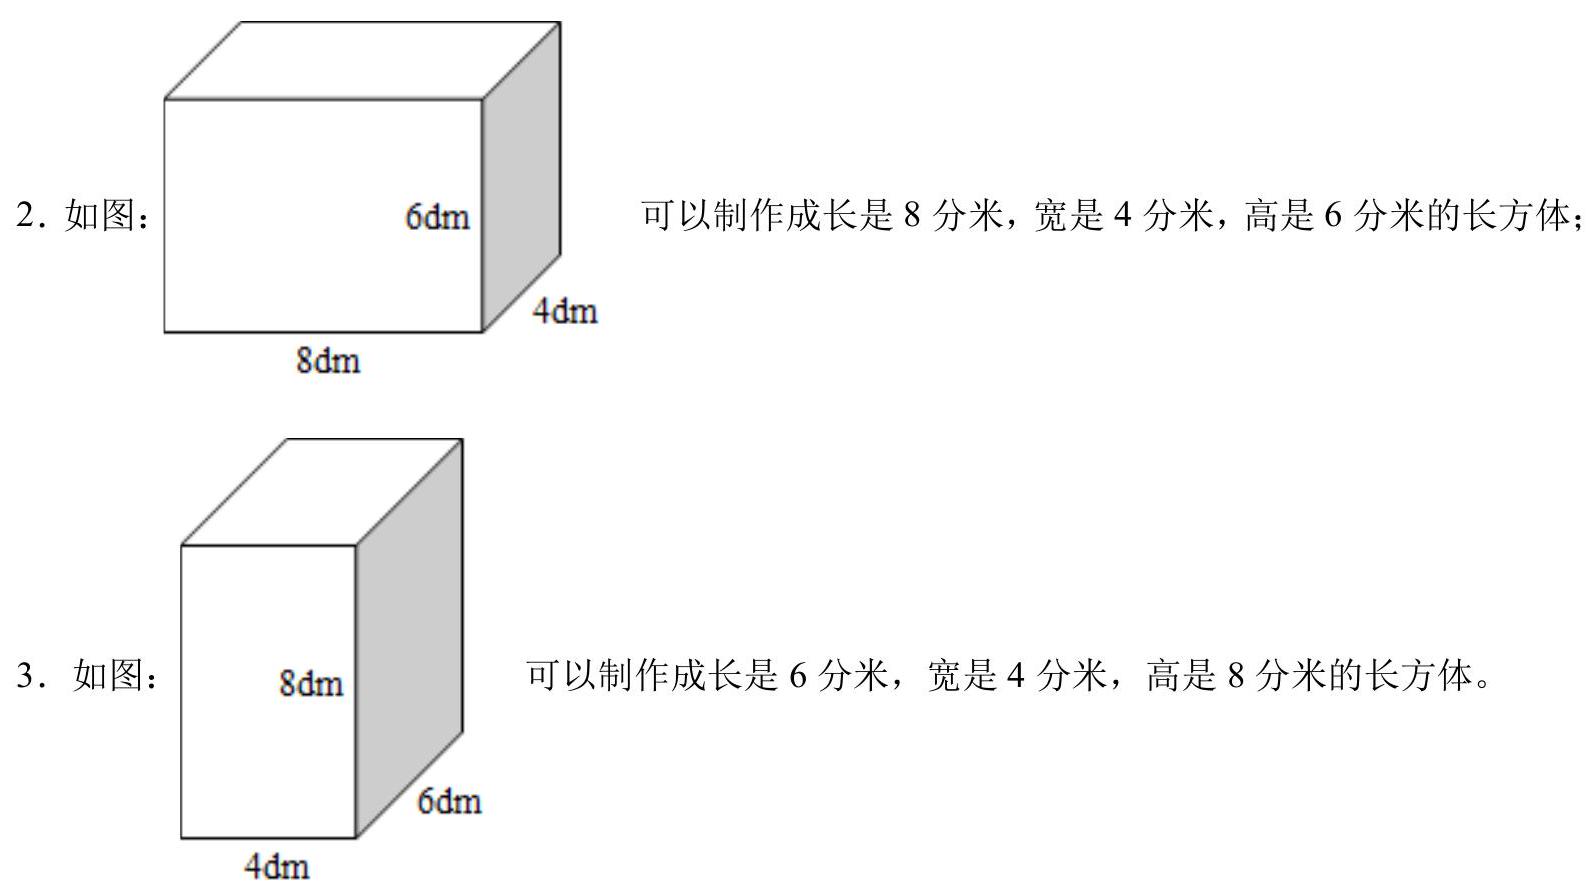 2. 如图： 6dm 可以制作成长是 8 分米，宽是 4 分米，高是 6 分米的长方体；
4dm
8dm
3. 如图： 8dm 可以制作成长是 6 分米，宽是 4 分米，高是 8 分米的长方体。
6dm
4dm